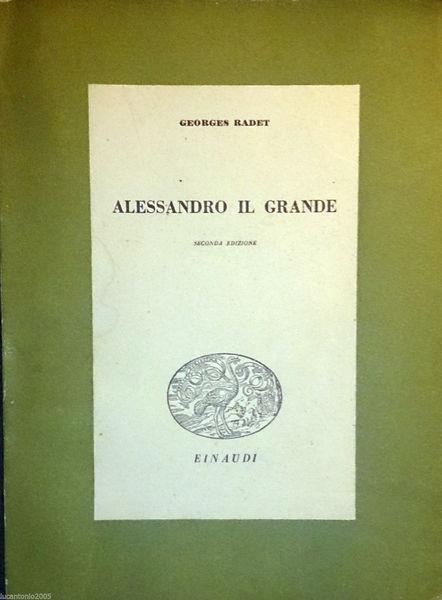 GEORGES RADET
ALESSANDRO IL GRANDE
SECONDA EDIZIONE
EINAUDI
lucantonio2005